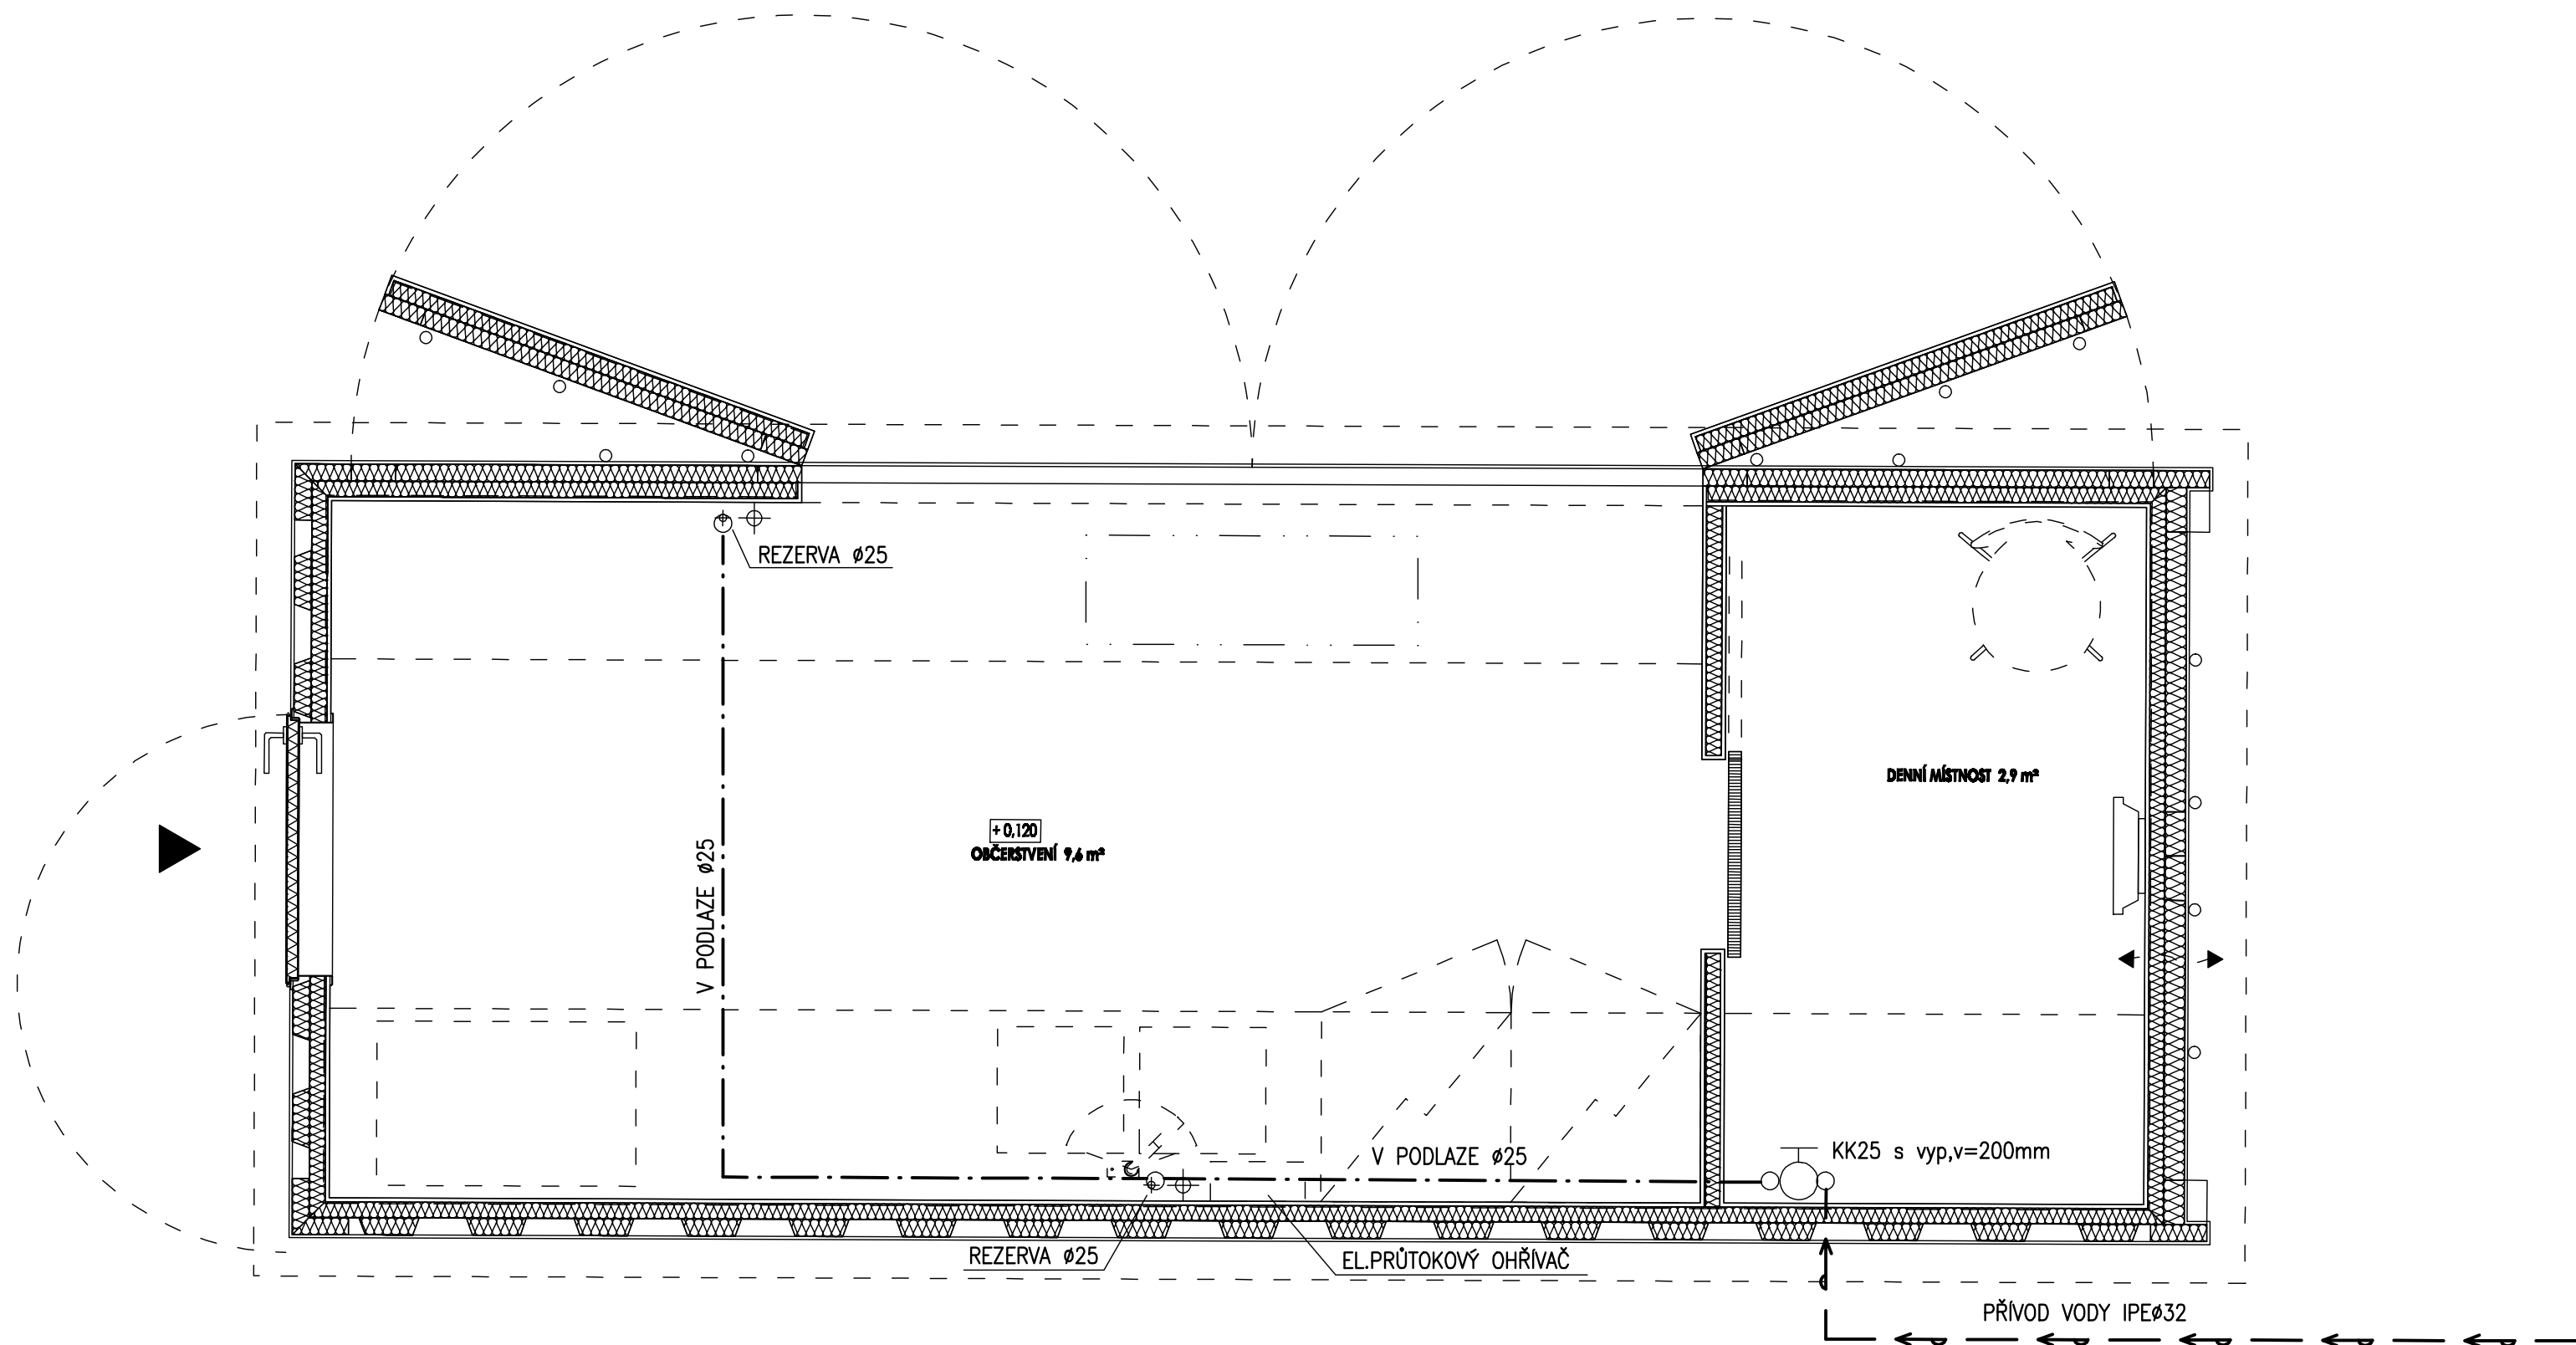 REZERVA ø25
V PODLAZE ø25
DENNÍ MÍSTNOST 2,9 m²
+ 0,120
OBČERSTVENÍ 9,6 m²
V PODLAZE ø25
KK25 s vyp,v=200mm
REZERVA ø25
EL.PRŮTOKOVÝ OHŘÍVAČ
PŘÍVOD VODY IPEø32